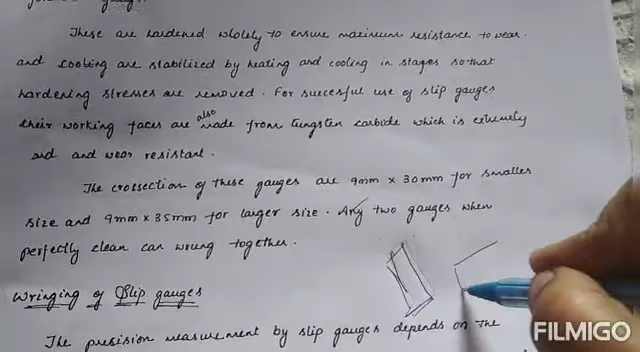 gauges
These are hardened wholely to ensure maximum resistance to wear.
and cooling are stabilized by heating and cooling in stages so that
hardening stresses are removed. For succesful use of slip gauges
their working faces are also made from tungsten carbide which is extremely
and wear resistant.
The crossection of these gauges are 9mm x 30mm for smaller
size and 9mm x 35mm for larger size. Any two gauges when
perfectly clean can wrung together.
Wringing of Slip gauges
The precision measurement by slip gauges depends on the
FILMIGO